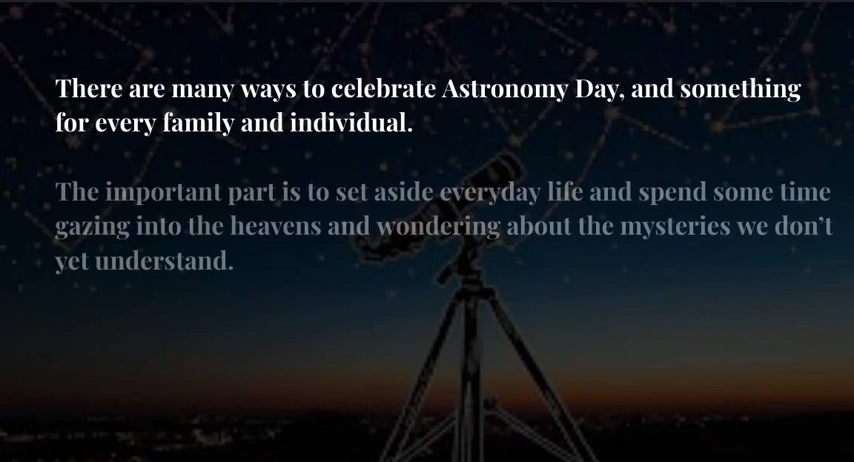 There are many ways to celebrate Astronomy Day, and something
for every family and individual.
The important part is to set aside everyday life and spend some time
gazing into the heavens and wondering about the mysteries we don’t
yet understand.